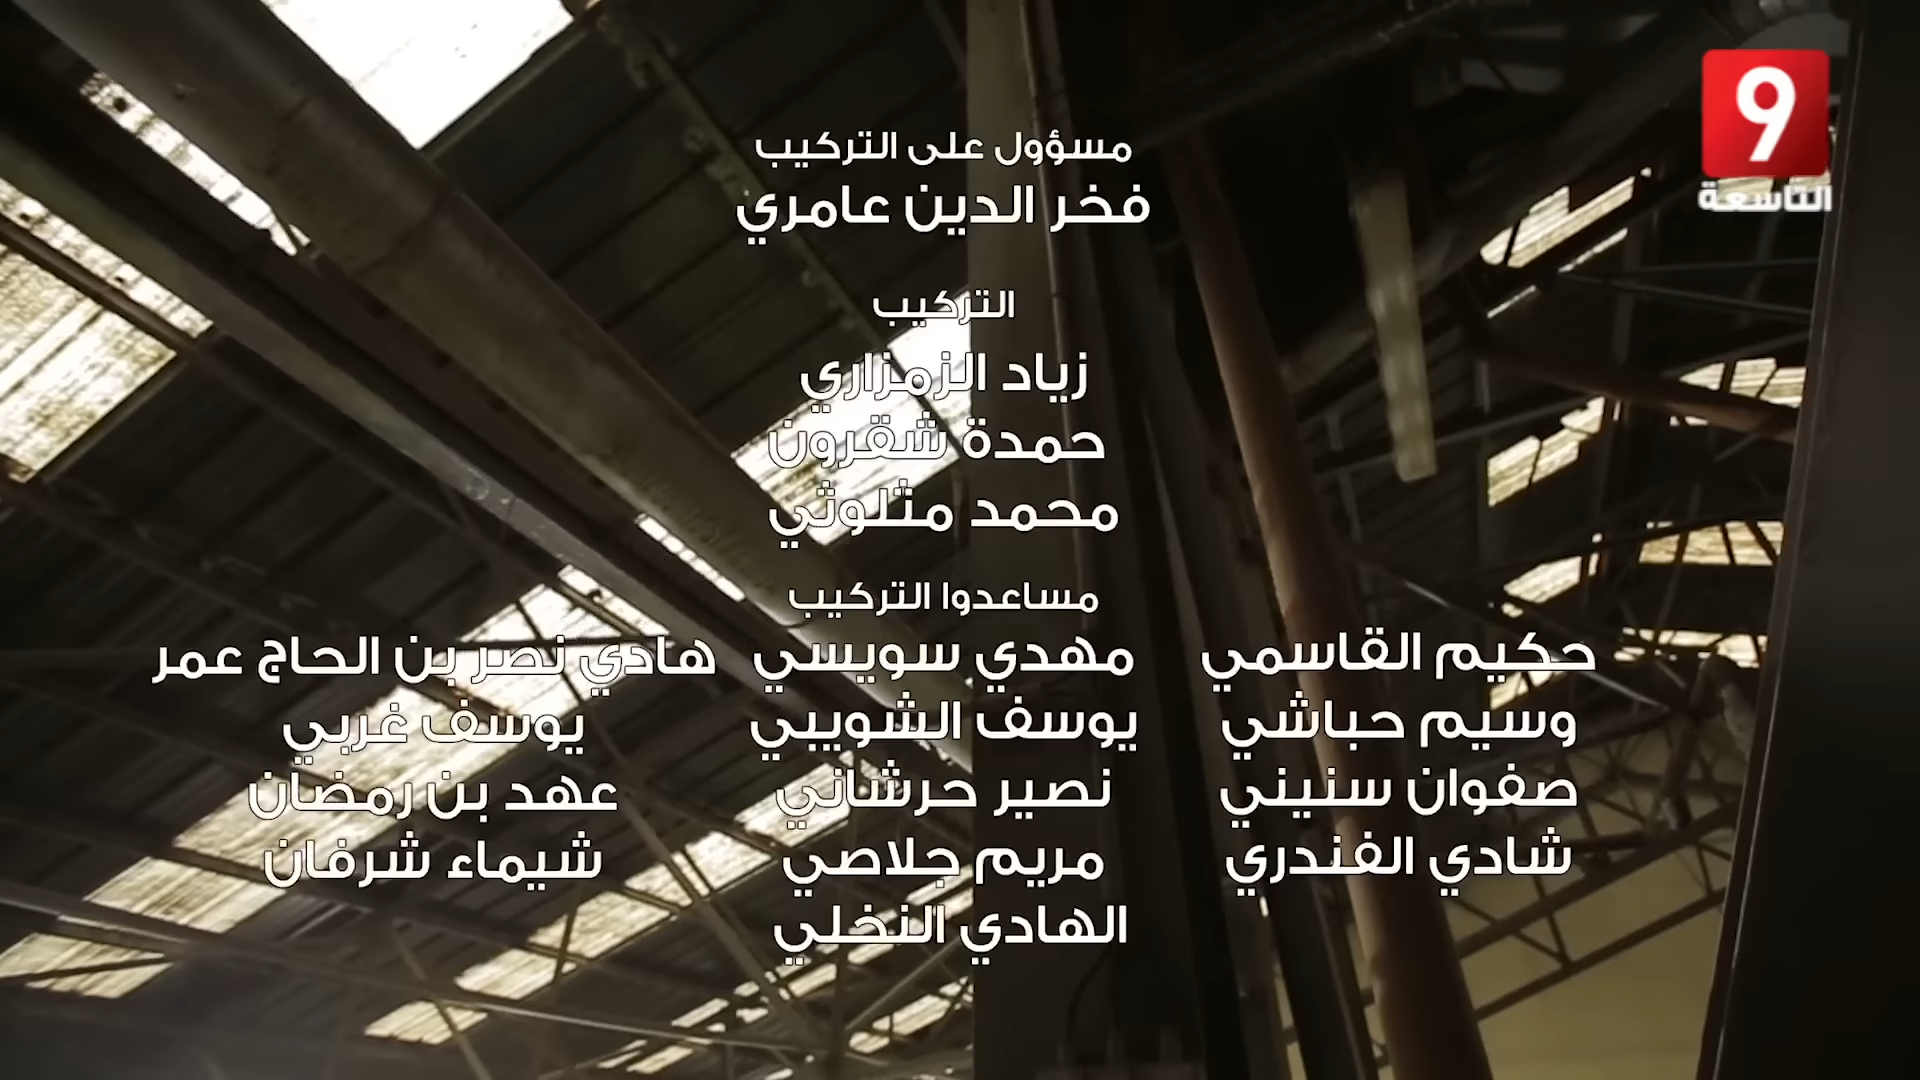 9
التاسعة
مسؤول على التركيب
فخر الدين عامري
التركيب
زياد الزمزاري
حمدة شقرون
محمد مثلوثي
مساعدوا التركيب
حكيم القاسمي
وسيم حباشي
صفوان سنيني
شادي الفندري
مهدي سويسي
يوسف الشويبي
نصير حرشاني
مريم جلاصي
الهادي النخلي
هادي نصر بن الحاج عمر
يوسف غربي
عهد بن رمضان
شيماء شرفان